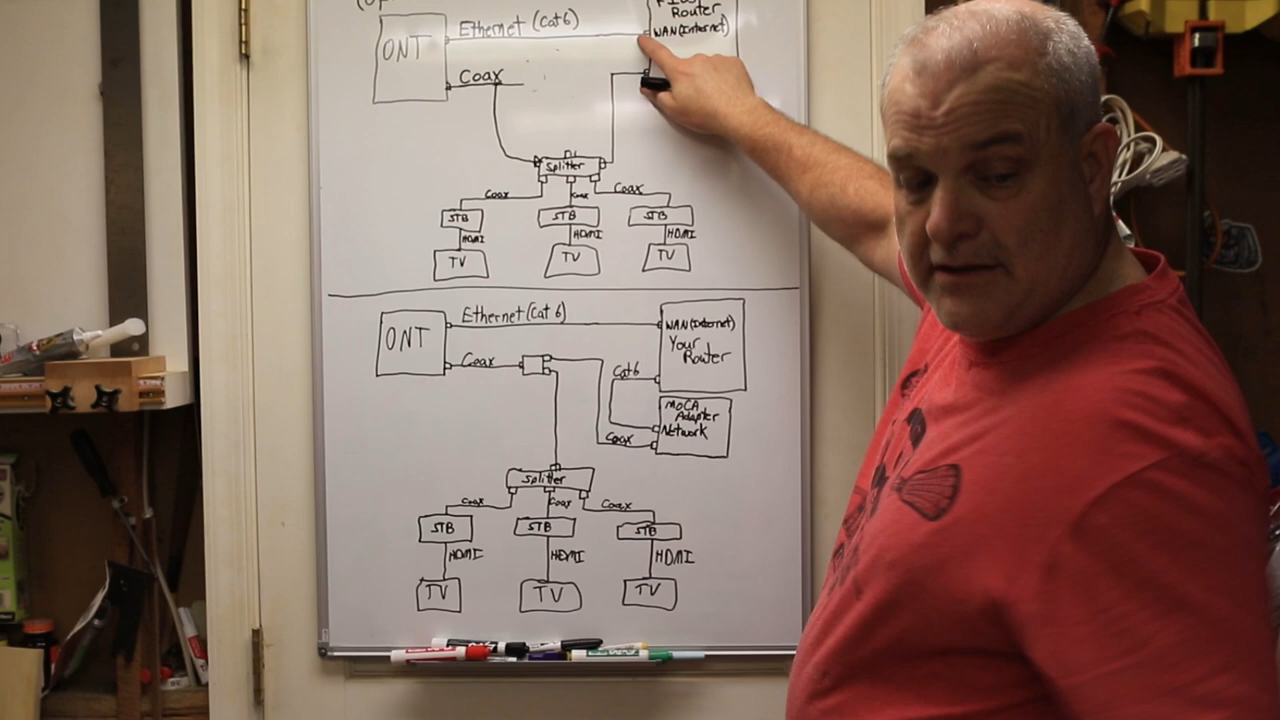 (Op
ONT
Ethernet (Cat6)
FIOS
Router
WAN(Internet)
Coax
Splitter
Coax
Coax
Coax
STB
STB
STB
HDMI
HDMI
HDMI
TV
TV
TV
ONT
Ethernet (Cat 6)
WAN(Internet)
Your
Router
Coax
Cat6
MoCA
Adapter
Network
Coax
Splitter
Coax
Coax
Coax
STB
STB
STB
HDMI
HDMI
HDMI
TV
TV
TV